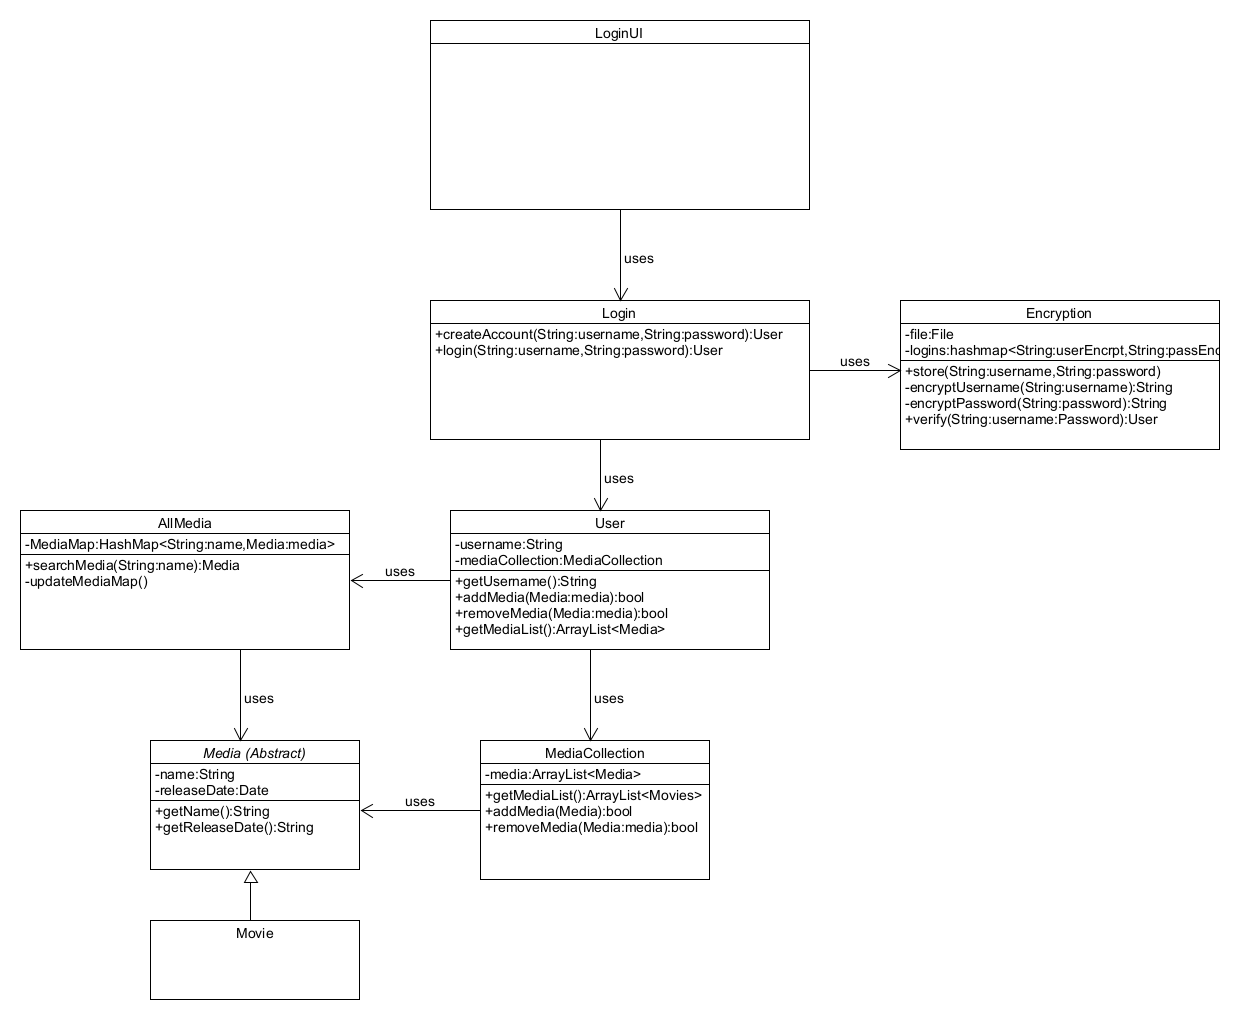 LoginUI
uses
Login
+createAccount(String:username,String:password):User
+login(String:username,String:password):User
uses
Encryption
-file:File
-logins:hashmap<String:userEncrpt,String:passEnc
+store(String:username,String:password)
-encryptUsername(String:username):String
-encryptPassword(String:password):String
+verify(String:username:Password):User
uses
AllMedia
-MediaMap:HashMap<String:name,Media:media>
+searchMedia(String:name):Media
-updateMediaMap()
uses
User
-username:String
-mediaCollection:MediaCollection
+getUsername():String
+addMedia(Media:media):bool
+removeMedia(Media:media):bool
+getMediaList():ArrayList<Media>
uses
uses
Media (Abstract)
-name:String
-releaseDate:Date
+getName():String
+getReleaseDate():String
uses
MediaCollection
-media:ArrayList<Media>
+getMediaList():ArrayList<Movies>
+addMedia(Media):bool
+removeMedia(Media:media):bool
Movie